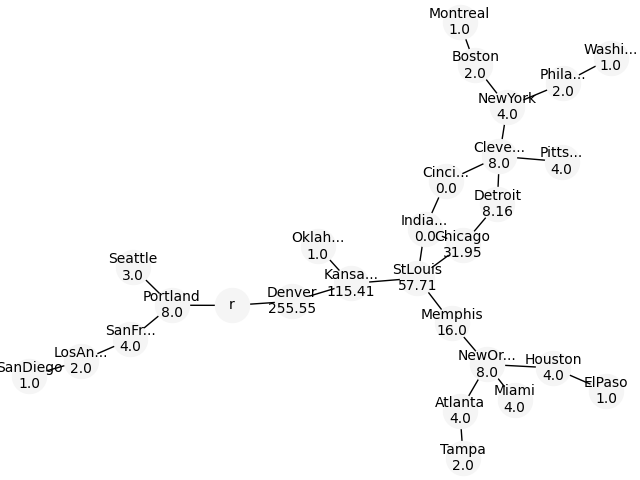 Montreal
1.0
Boston
2.0
Washi...
1.0
Phila...
2.0
NewYork
4.0
Cleve...
8.0
Pitts...
4.0
Cinci...
0.0
Detroit
8.16
India...
0.0
Chicago
31.95
Oklah...
1.0
Seattle
3.0
Kansa...
115.41
StLouis
57.71
Denver
255.55
r
Portland
8.0
Memphis
16.0
SanFr...
4.0
LosAn...
2.0
SanDiego
1.0
NewOr...
8.0
Houston
4.0
ElPaso
1.0
Miami
4.0
Atlanta
4.0
Tampa
2.0